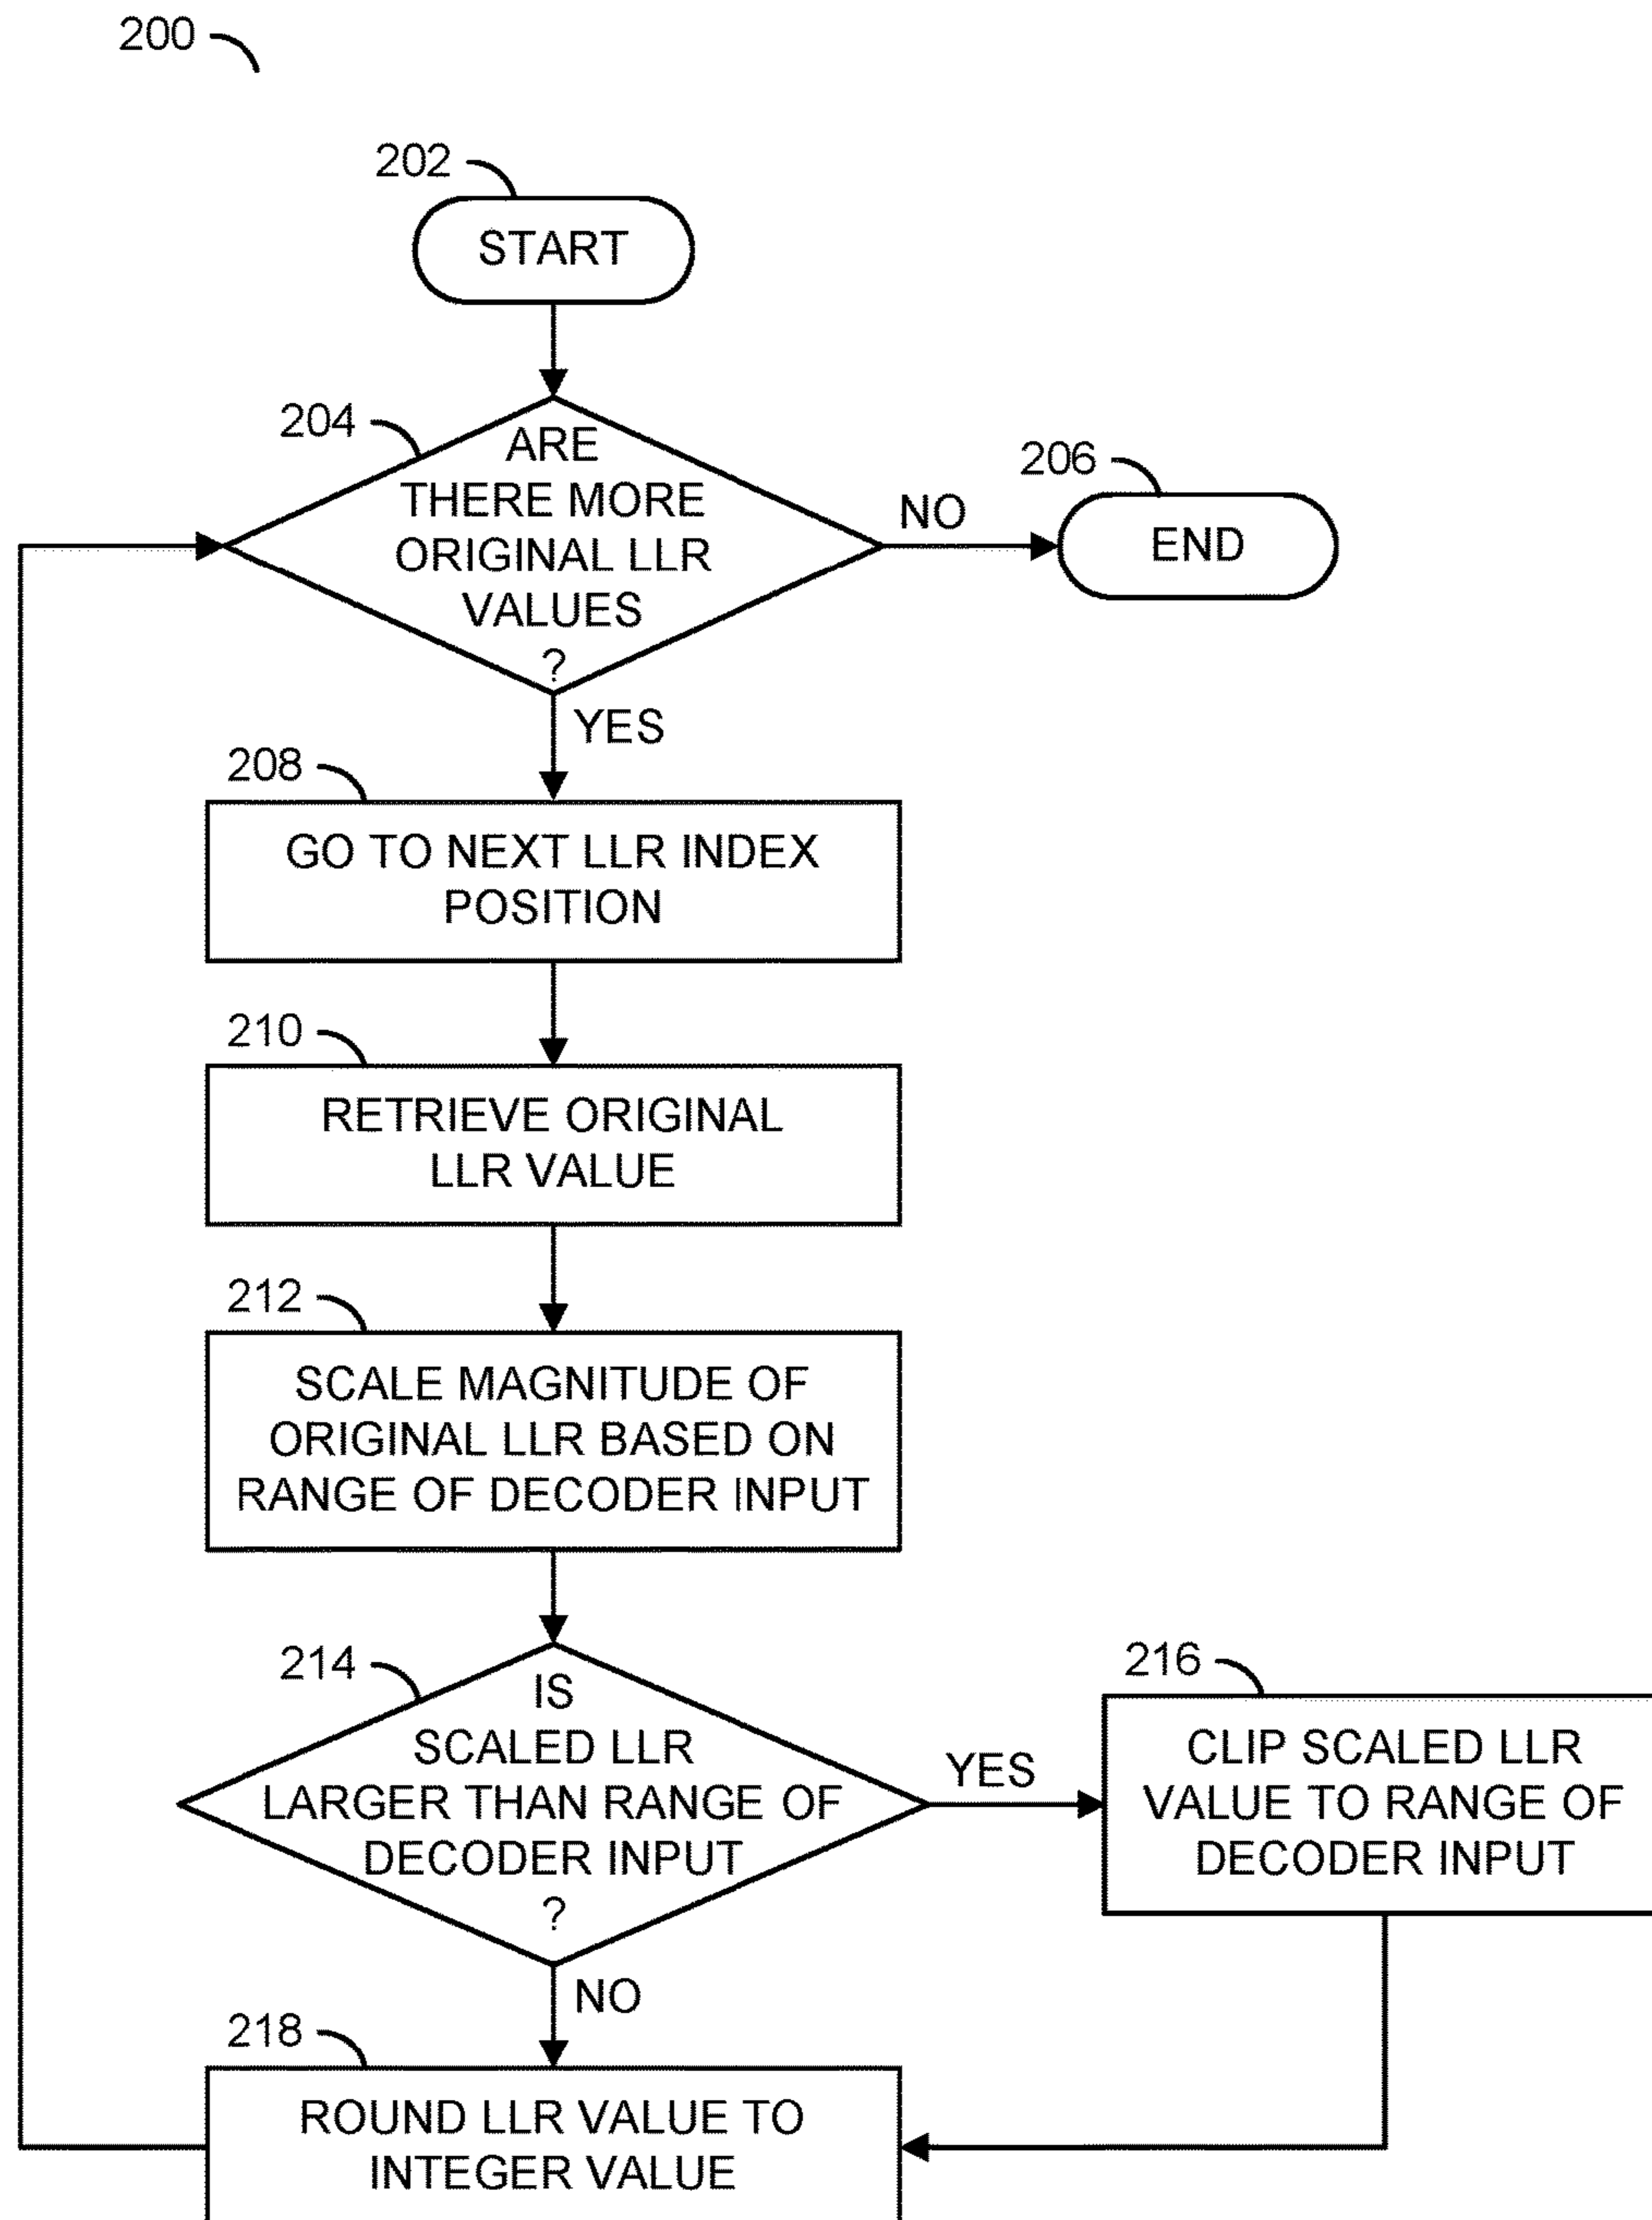 200
202
START
204
ARE
THERE MORE
ORIGINAL LLR
VALUES
?
NO
206
END
YES
208
GO TO NEXT LLR INDEX
POSITION
210
RETRIEVE ORIGINAL
LLR VALUE
212
SCALE MAGNITUDE OF
ORIGINAL LLR BASED ON
RANGE OF DECODER INPUT
214
IS
SCALED LLR
LARGER THAN RANGE OF
DECODER INPUT
?
YES
216
CLIP SCALED LLR
VALUE TO RANGE OF
DECODER INPUT
NO
218
ROUND LLR VALUE TO
INTEGER VALUE